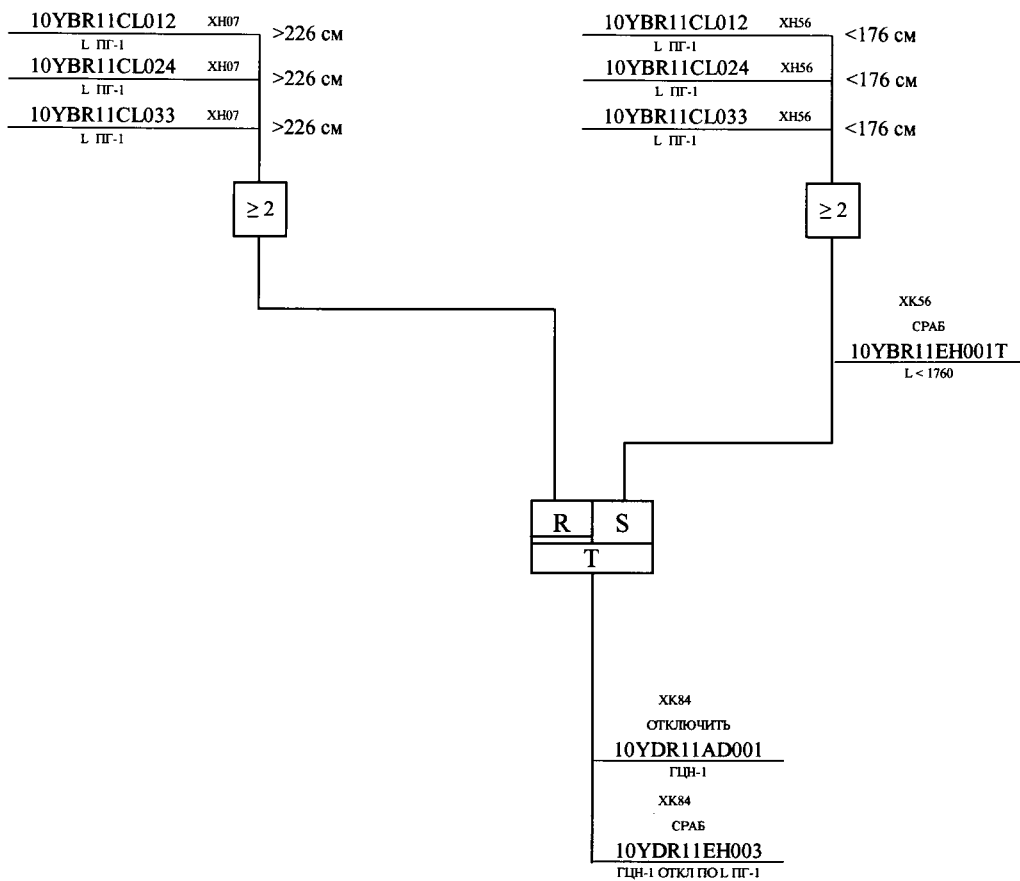 10YBR11CL012 XH07 >226 см
L ПГ-1
10YBR11CL024 XH07 >226 см
L ПГ-1
10YBR11CL033 XH07 >226 см
L ПГ-1
≥ 2
10YBR11CL012 XH56 <176 см
L ПГ-1
10YBR11CL024 XH56 <176 см
L ПГ-1
10YBR11CL033 XH56 <176 см
L ПГ-1
≥ 2
XK56
СРАБ
10YBR11EH001T
L < 1760
R S
T
XK84
ОТКЛЮЧИТЬ
10YDR11AD001
ГЦН-1
XK84
СРАБ
10YDR11EH003
ГЦН-1 ОТКЛ ПО L ПГ-1